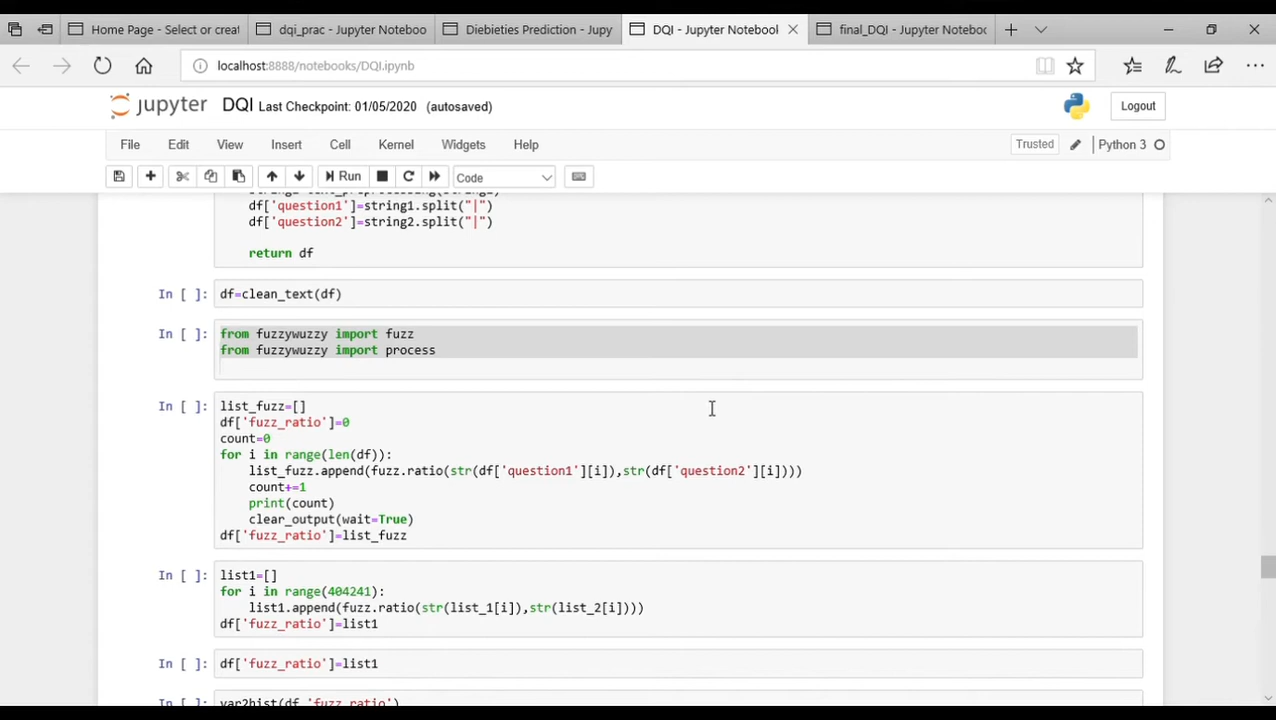 Home Page - Select or creat
dqi_prac - Jupyter Noteboo
Diebieties Prediction - Jupy
DQI - Jupyter Notebool
final_DQI - Jupyter Noteboo
localhost:8888/notebooks/DQI.ipynb
jupyter DQI Last Checkpoint: 01/05/2020 (autosaved)
Logout
File Edit View Insert Cell Kernel Widgets Help
Trusted
Python 3
Run
Code
df['question1']=string1.split("|")
df['question2']=string2.split("|")
return df
In [ ]: df=clean_text(df)
In [ ]: from fuzzywuzzy import fuzz
from fuzzywuzzy import process
In [ ]: list_fuzz=[]
df['fuzz_ratio']=0
count=0
for i in range(len(df)):
list_fuzz.append(fuzz.ratio(str(df['question1'][i]),str(df['question2'][i])))
count+=1
print(count)
clear_output(wait=True)
df['fuzz_ratio']=list_fuzz
In [ ]: list1=[]
for i in range(404241):
list1.append(fuzz.ratio(str(list_1[i]),str(list_2[i])))
df['fuzz_ratio']=list1
In [ ]: df['fuzz_ratio']=list1
In [ ]: var2hist(df,'fuzz_ratio')